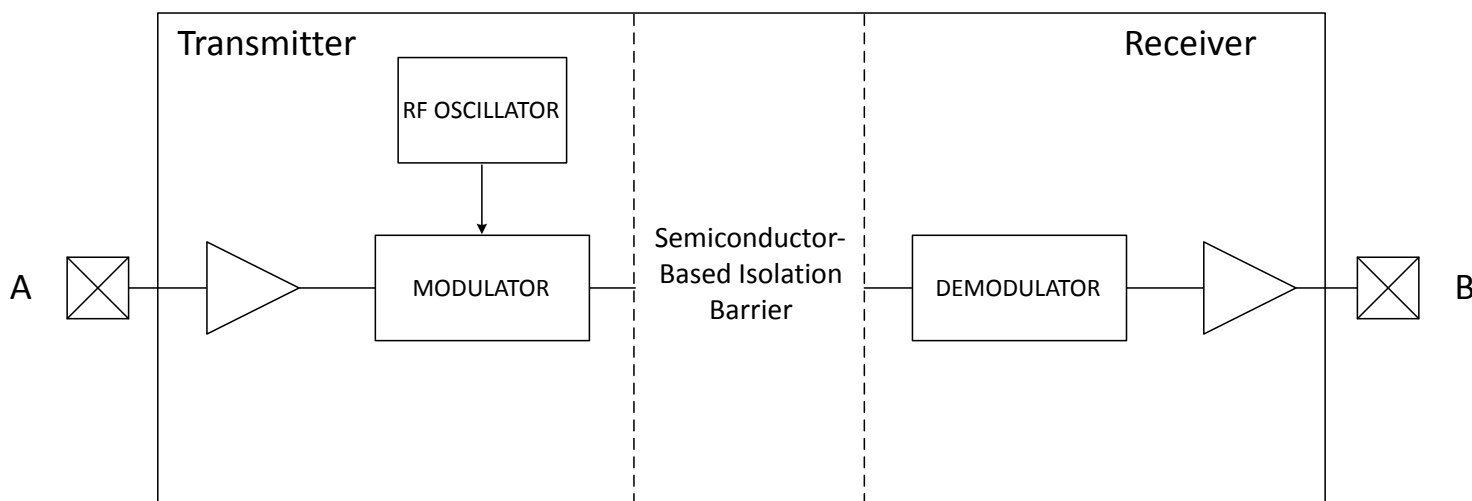 Transmitter
Receiver
RF OSCILLATOR
A
MODULATOR
Semiconductor-
Based Isolation
Barrier
DEMODULATOR
B